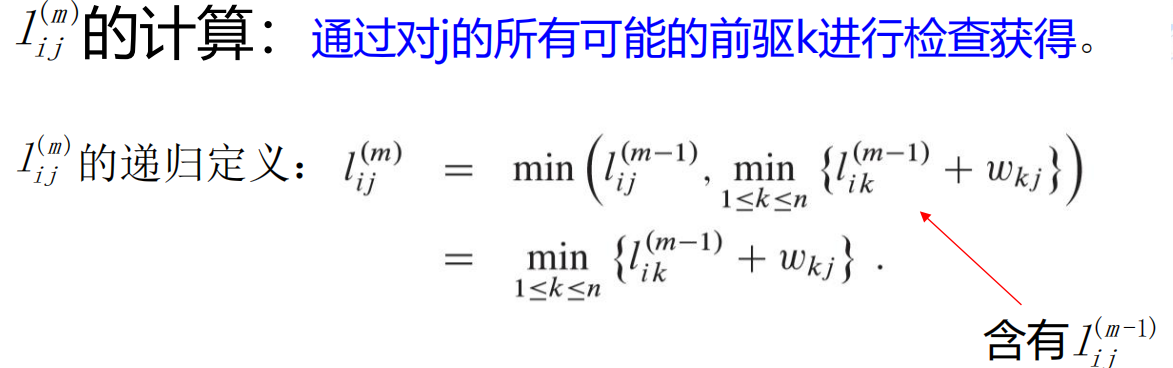 l_{ij}^{(m)}的计算：通过对j的所有可能的前驱k进行检查获得。
l_{ij}^{(m)}的递归定义：l_{ij}^{(m)} = min(l_{ij}^{(m−1)}, min_{1≤k≤n} {l_{ik}^{(m−1)} + w_{kj}})
= min_{1≤k≤n} {l_{ik}^{(m−1)} + w_{kj}} .
含有l_{ij}^{(m-1)}